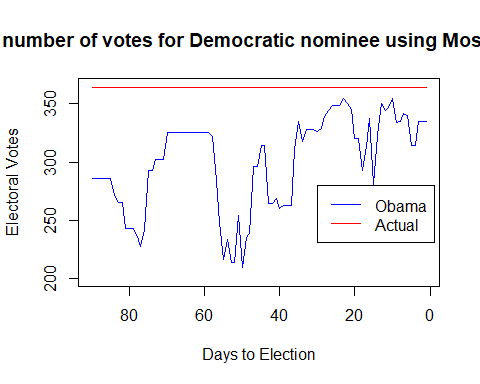 number of votes for Democratic nominee using Mos
Electoral Votes
350
300
250
200
Obama
Actual
80
60
40
20
0
Days to Election